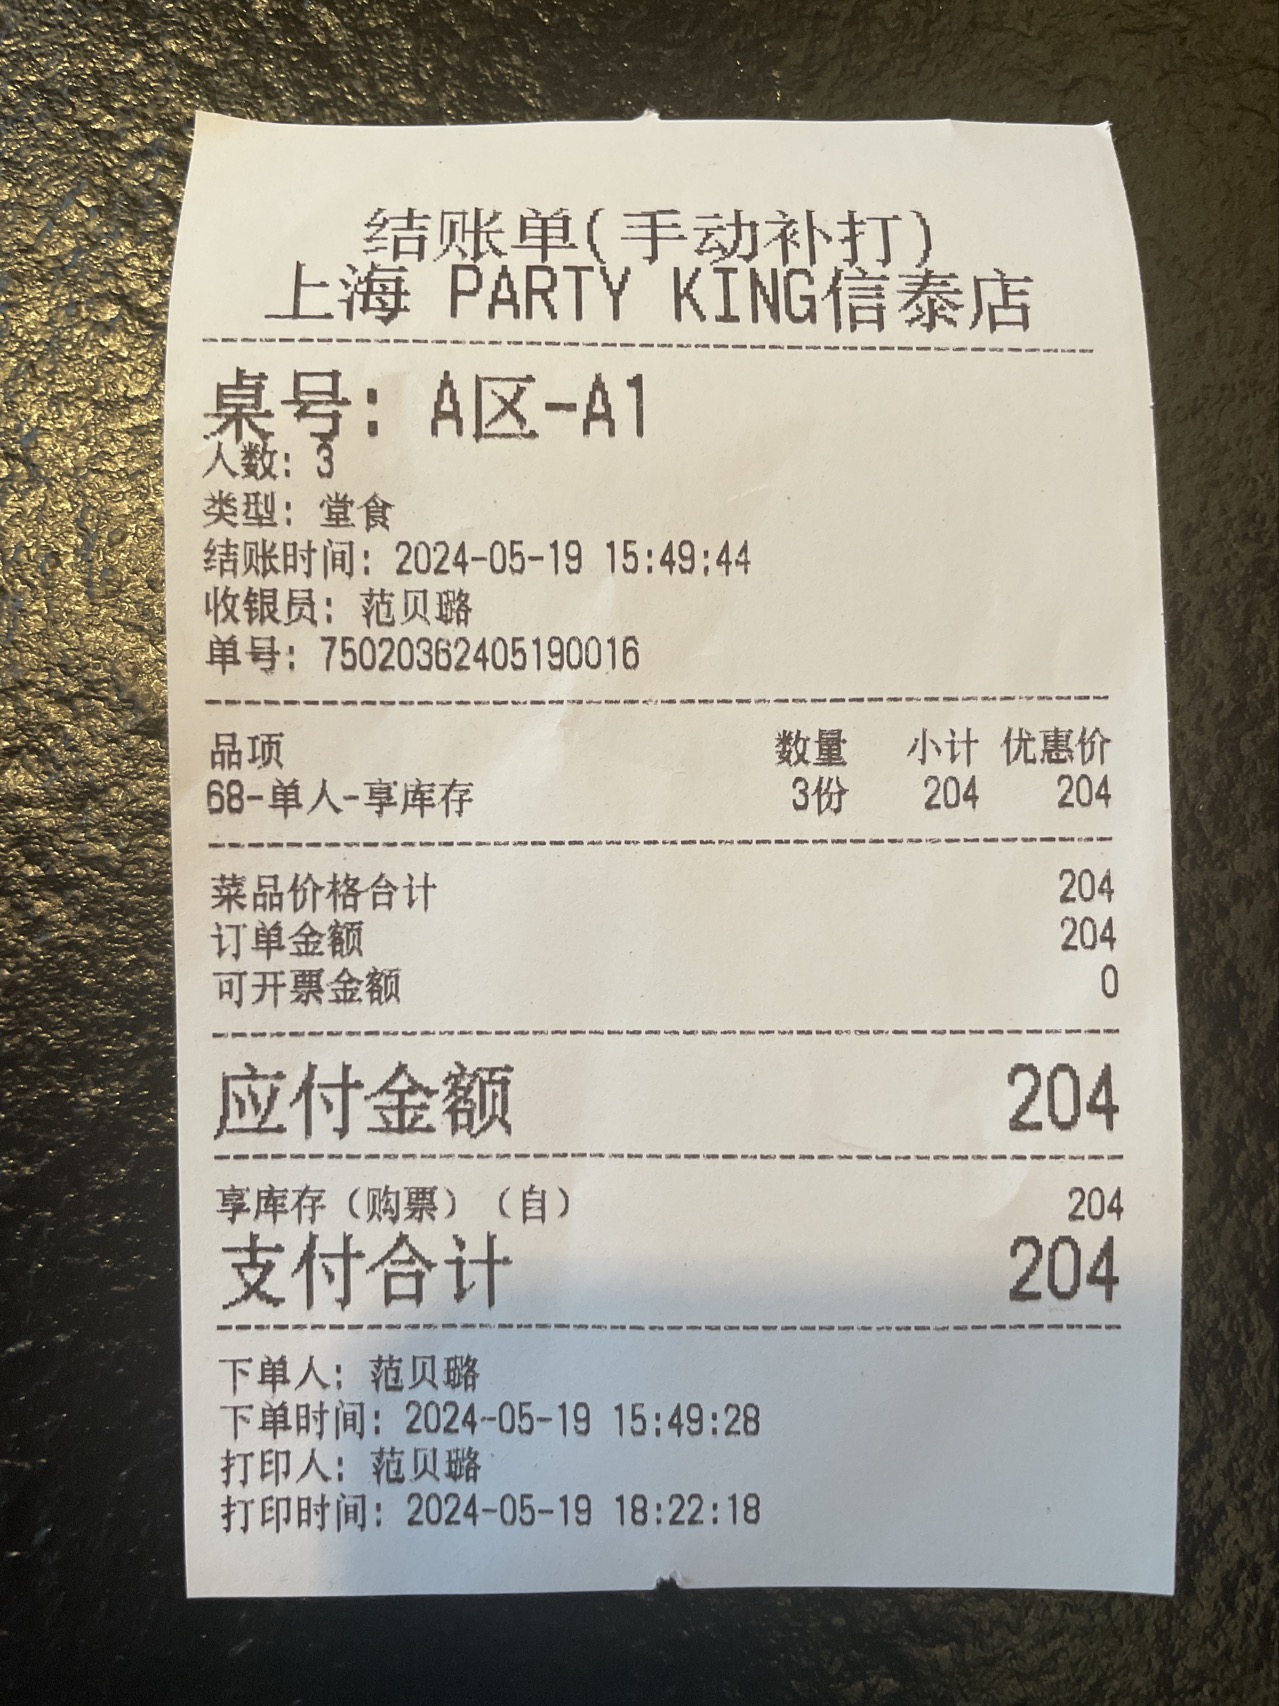 结账单(手动补打)
上海 PARTY KING信泰店
桌号: A区-A1
人数: 3
类型: 堂食
结账时间: 2024-05-19 15:49:44
收银员: 范贝璐
单号: 75020362405190016
品项 数量 小计 优惠价
68-单人-享库存 3份 204 204
菜品价格合计 204
订单金额 204
可开票金额 0
应付金额 204
享库存（购票）（自） 204
支付合计 204
下单人: 范贝璐
下单时间: 2024-05-19 15:49:28
打印人: 范贝璐
打印时间: 2024-05-19 18:22:18